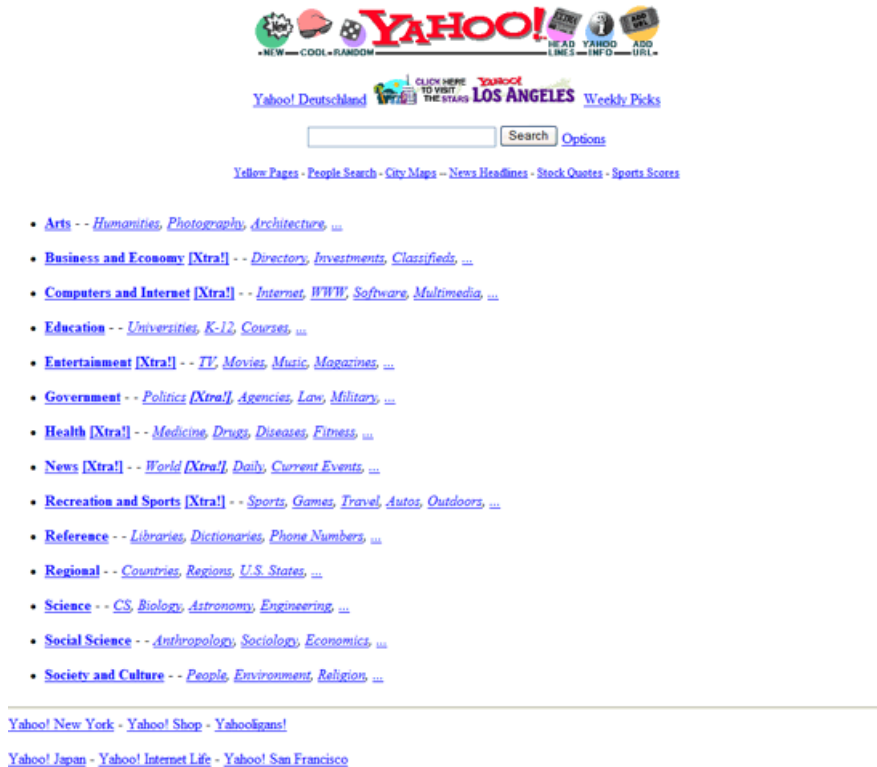 New YAHOO! EXTRA i ADD URL
NEW COOL RANDOM HEAD LINES YAHOO INFO ADD URL
Yahoo! Deutschland CLICK HERE TO VISIT THE STARS YAHOO! LOS ANGELES Weekly Picks
Search Options
Yellow Pages - People Search - City Maps -- News Headlines - Stock Quotes - Sports Scores
• Arts - - Humanities, Photography, Architecture, ...
• Business and Economy [Xtra!] - - Directory, Investments, Classifieds, ...
• Computers and Internet [Xtra!] - - Internet, WWW, Software, Multimedia, ...
• Education - - Universities, K-12, Courses, ...
• Entertainment [Xtra!] - - TV, Movies, Music, Magazines, ...
• Government - - Politics [Xtra!], Agencies, Law, Military, ...
• Health [Xtra!] - - Medicine, Drugs, Diseases, Fitness, ...
• News [Xtra!] - - World [Xtra!], Daily, Current Events, ...
• Recreation and Sports [Xtra!] - - Sports, Games, Travel, Autos, Outdoors, ...
• Reference - - Libraries, Dictionaries, Phone Numbers, ...
• Regional - - Countries, Regions, U.S. States, ...
• Science - - CS, Biology, Astronomy, Engineering, ...
• Social Science - - Anthropology, Sociology, Economics, ...
• Society and Culture - - People, Environment, Religion, ...
Yahoo! New York - Yahoo! Shop - Yahooligans!
Yahoo! Japan - Yahoo! Internet Life - Yahoo! San Francisco